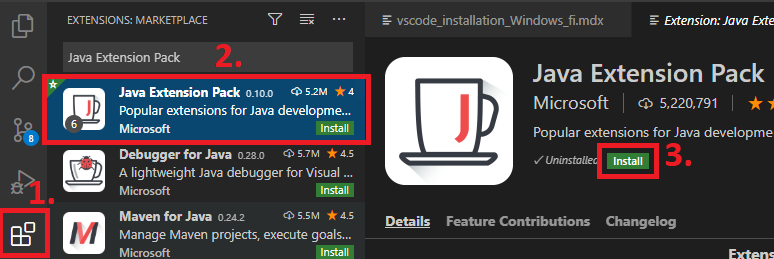 EXTENSIONS: MARKETPLACE
Java Extension Pack
2.
Java Extension Pack 0.10.0 5.2M 4
Popular extensions for Java developme...
Microsoft Install
6
Debugger for Java 0.28.0 5.7M 4.5
A lightweight Java debugger for Visual ...
Microsoft Install
Maven for Java 0.24.2 5.5M 4.5
Manage Maven projects, execute goals...
Microsoft Install
8
1.
vscode_installation_Windows_fi.mdx
Extension: Java Exten
J
Java Extension Pack
Microsoft 5,220,791
Popular extensions for Java developme
Uninstalled Install
3.
Details Feature Contributions Changelog
Extens
Install